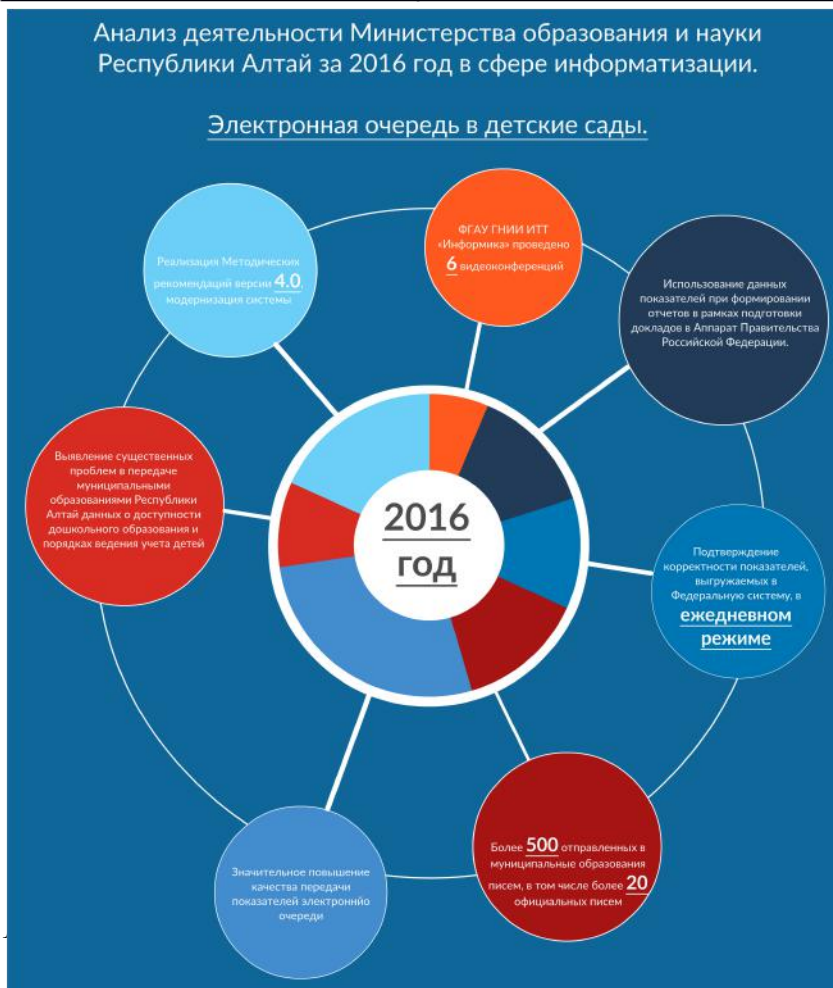 Анализ деятельности Министерства образования и науки
Республики Алтай за 2016 год в сфере информатизации.
Электронная очередь в детские сады.
ФГАУ ГНИИ ИТТ
«Информика» проведено
6 видеоконференций
Реализация Методических
рекомендаций версии 4.0,
модернизация системы
Использование данных
показателей при формировании
отчетов в рамках подготовки
докладов в Аппарат Правительства
Российской Федерации.
Выявление существенных
проблем в передаче
муниципальными
образованиями Республики
Алтай данных о доступности
дошкольного образования и
порядках ведения учета детей
2016
год
Подтверждение
корректности показателей,
выгружаемых в
Федеральную систему, в
ежедневном
режиме
Более 500 отправленных в
муниципальные образования
писем, в том числе более 20
официальных писем
Значительное повышение
качества передачи
показателей электроннйо
очереди